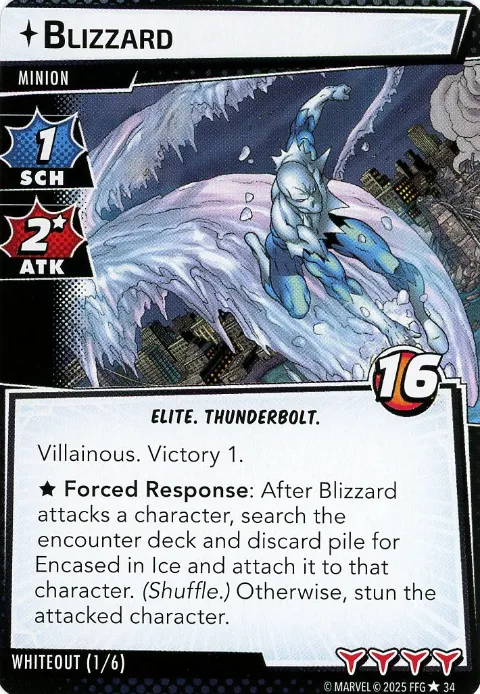 BLIZZARD
MINION
1
SCH
2★
ATK
16
ELITE. THUNDERBOLT.
Villainous. Victory 1.
★ Forced Response: After Blizzard
attacks a character, search the
encounter deck and discard pile for
Encased in Ice and attach it to that
character. (Shuffle.) Otherwise, stun the
attacked character.
WHITEOUT (1/6)
© MARVEL © 2025 FFG ★ 34